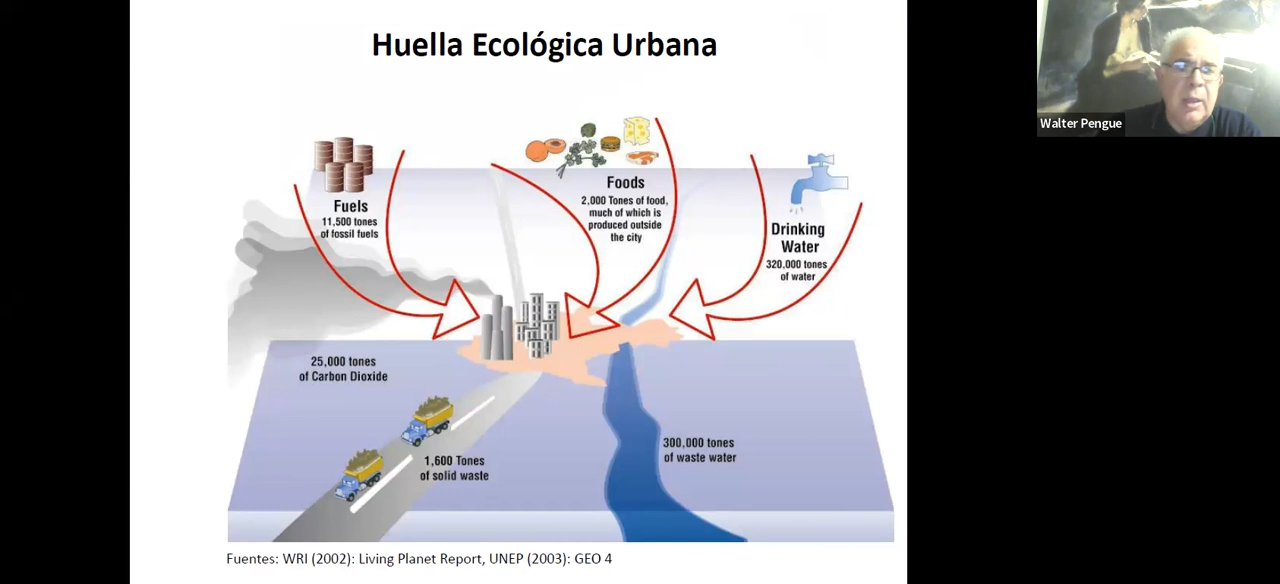 Huella Ecológica Urbana
Walter Pengue
Fuels
11,500 tones
of fossil fuels
Foods
2,000 Tones of food,
much of which is
produced outside
the city
Drinking
Water
320,000 tones
of water
25,000 tones
of Carbon Dioxide
1,600 Tones
of solid waste
300,000 tones
of waste water
Fuentes: WRI (2002): Living Planet Report, UNEP (2003): GEO 4